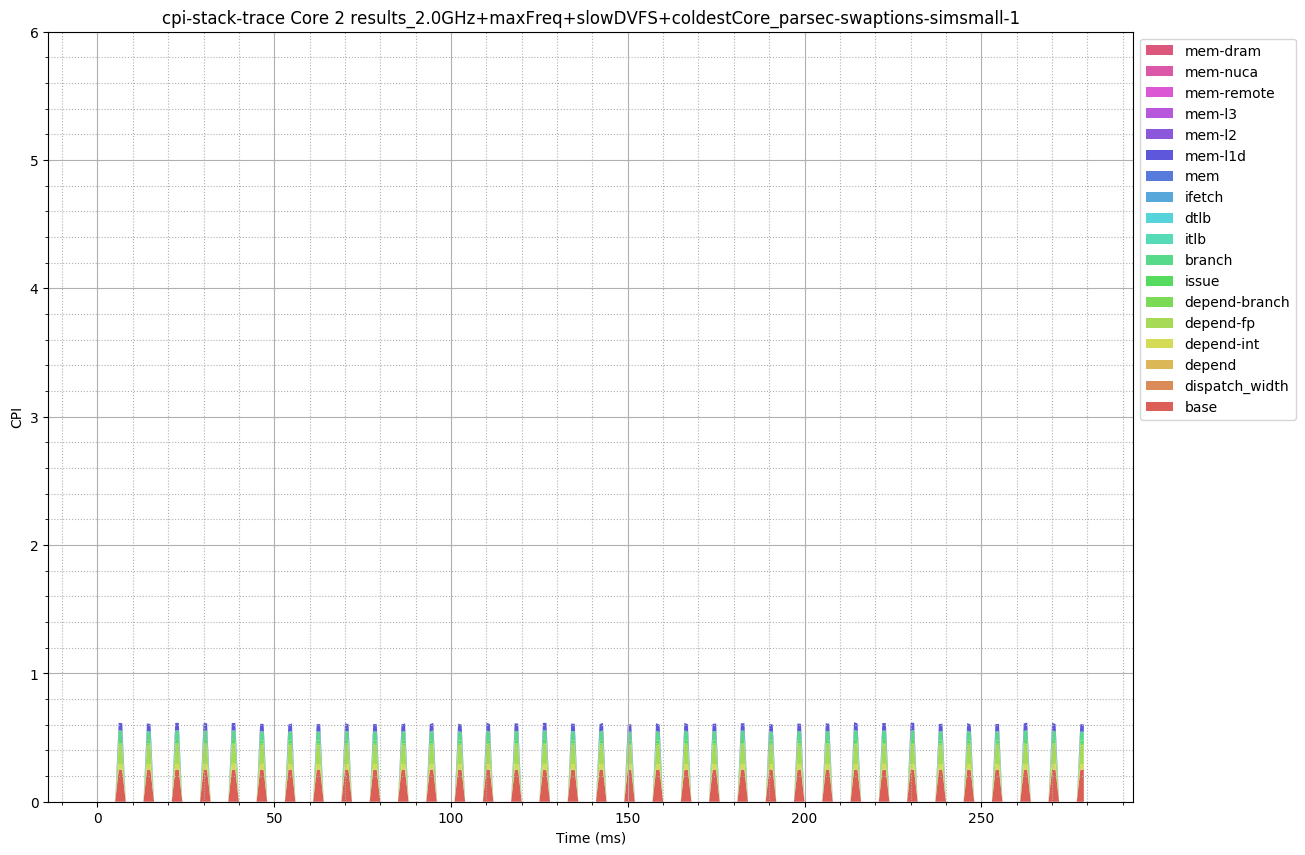 cpi-stack-trace Core 2 results_2.0GHz+maxFreq+slowDVFS+coldestCore_parsec-swaptions-simsmall-1
6
5
4
3
2
1
0
CPI
0
50
100
150
200
250
Time (ms)
mem-dram
mem-nuca
mem-remote
mem-l3
mem-l2
mem-l1d
mem
ifetch
dtlb
itlb
branch
issue
depend-branch
depend-fp
depend-int
depend
dispatch_width
base